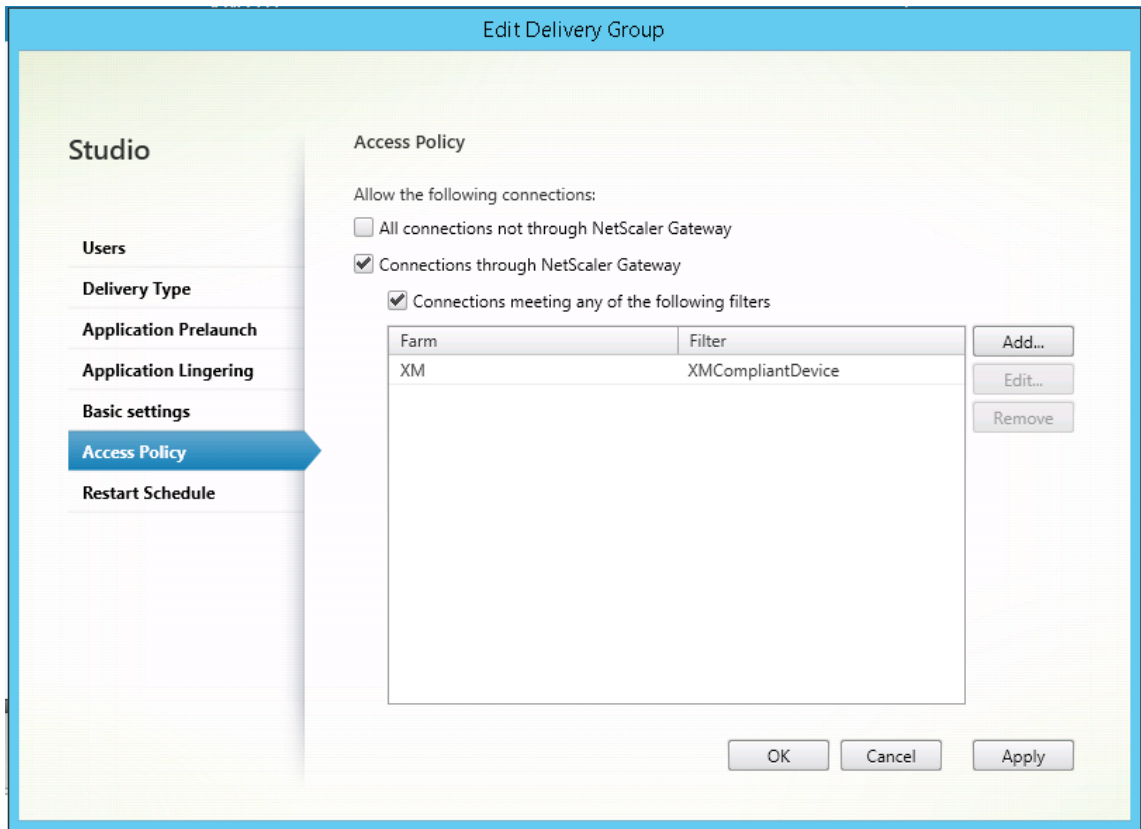 Edit Delivery Group
Studio
Users
Delivery Type
Application Prelaunch
Application Lingering
Basic settings
Access Policy
Restart Schedule
Access Policy
Allow the following connections:
All connections not through NetScaler Gateway
Connections through NetScaler Gateway
Connections meeting any of the following filters
Farm Filter
XM XMCompliantDevice
Add...
Edit...
Remove
OK Cancel Apply